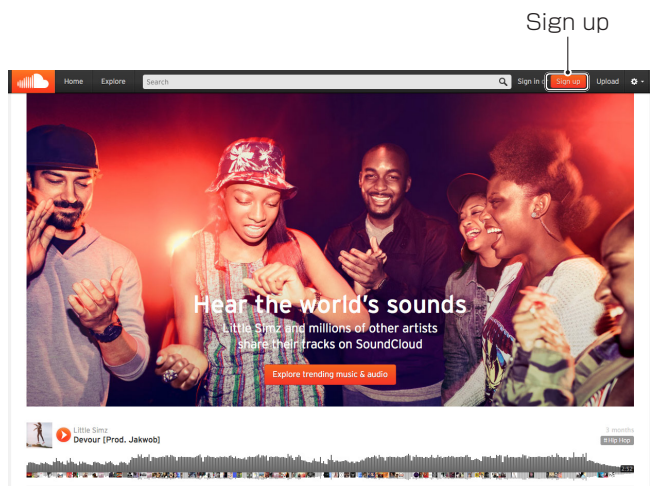 Sign up
Home Explore Search Sign in o Sign up Upload
Hear the world's sounds
Little Simz and millions of other artists
share their tracks on SoundCloud
Explore trending music & audio
Little Simz 3 months
Devour [Prod. Jakwob] #Hip Hop
2:52